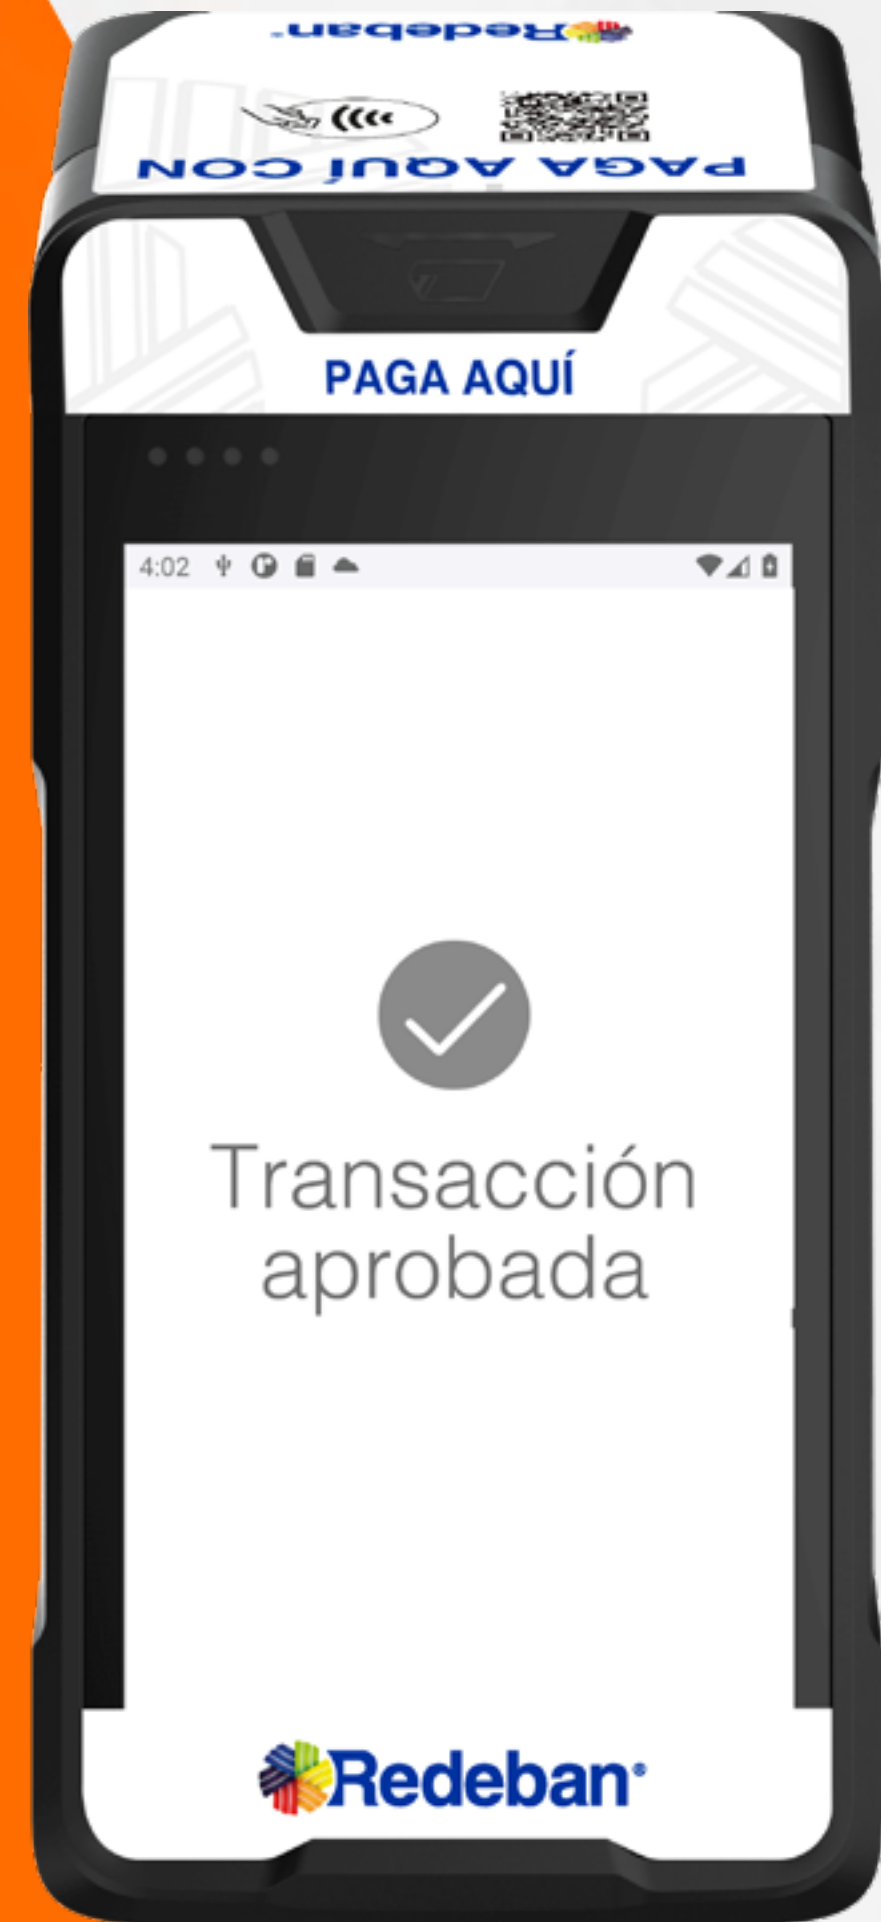 Redeban
PAGA AQUÍ CON
PAGA AQUÍ
4:02
Transacción
aprobada
Redeban